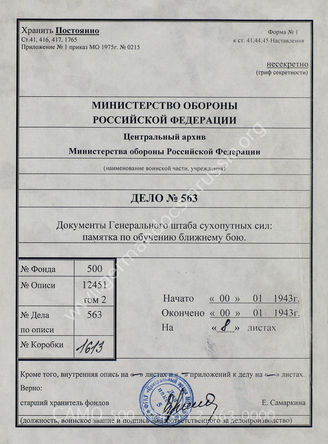 Хранить Постоянно
Форма № 1
Ст.41, 416, 417, 1765
к ст. 41,44,45 Наставления
Приложение № 1 приказ МО 1975г. № 0215
несекретно
(гриф секретности)
МИНИСТЕРСТВО ОБОРОНЫ
РОССИЙСКОЙ ФЕДЕРАЦИИ
Центральный архив
Министерства обороны Российской Федерации
(наименование воинской части, учреждения)
ДЕЛО № 563
Документы Генерального штаба сухопутных сил:
памятка по обучению ближнему бою.
№ Фонда 500
№ Описи 12451
том 2
№ Дела 563
по описи
№ Коробки 1613
Начато « 00 » 01 1943г.
Окончено « 00 » 01 1943г.
На « 8 » листах
Кроме того, внутренняя опись на « » листах и « » приложений к делу на « » листах.
Верно:
старший хранитель фондов Е. Самаркина
(должность, воинское звание и подпись ответственного за делопроизводство)